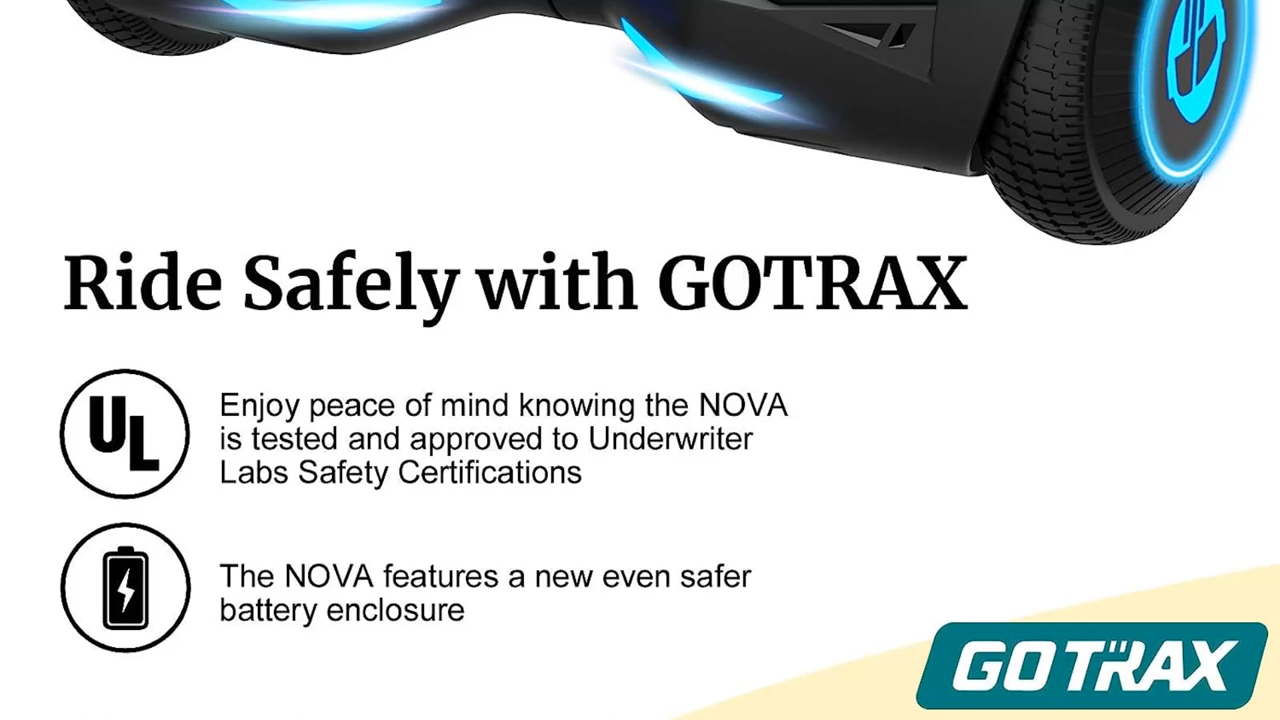 Ride Safely with GOTRAX
UL
Enjoy peace of mind knowing the NOVA
is tested and approved to Underwriter
Labs Safety Certifications
The NOVA features a new even safer
battery enclosure
GOTRAX